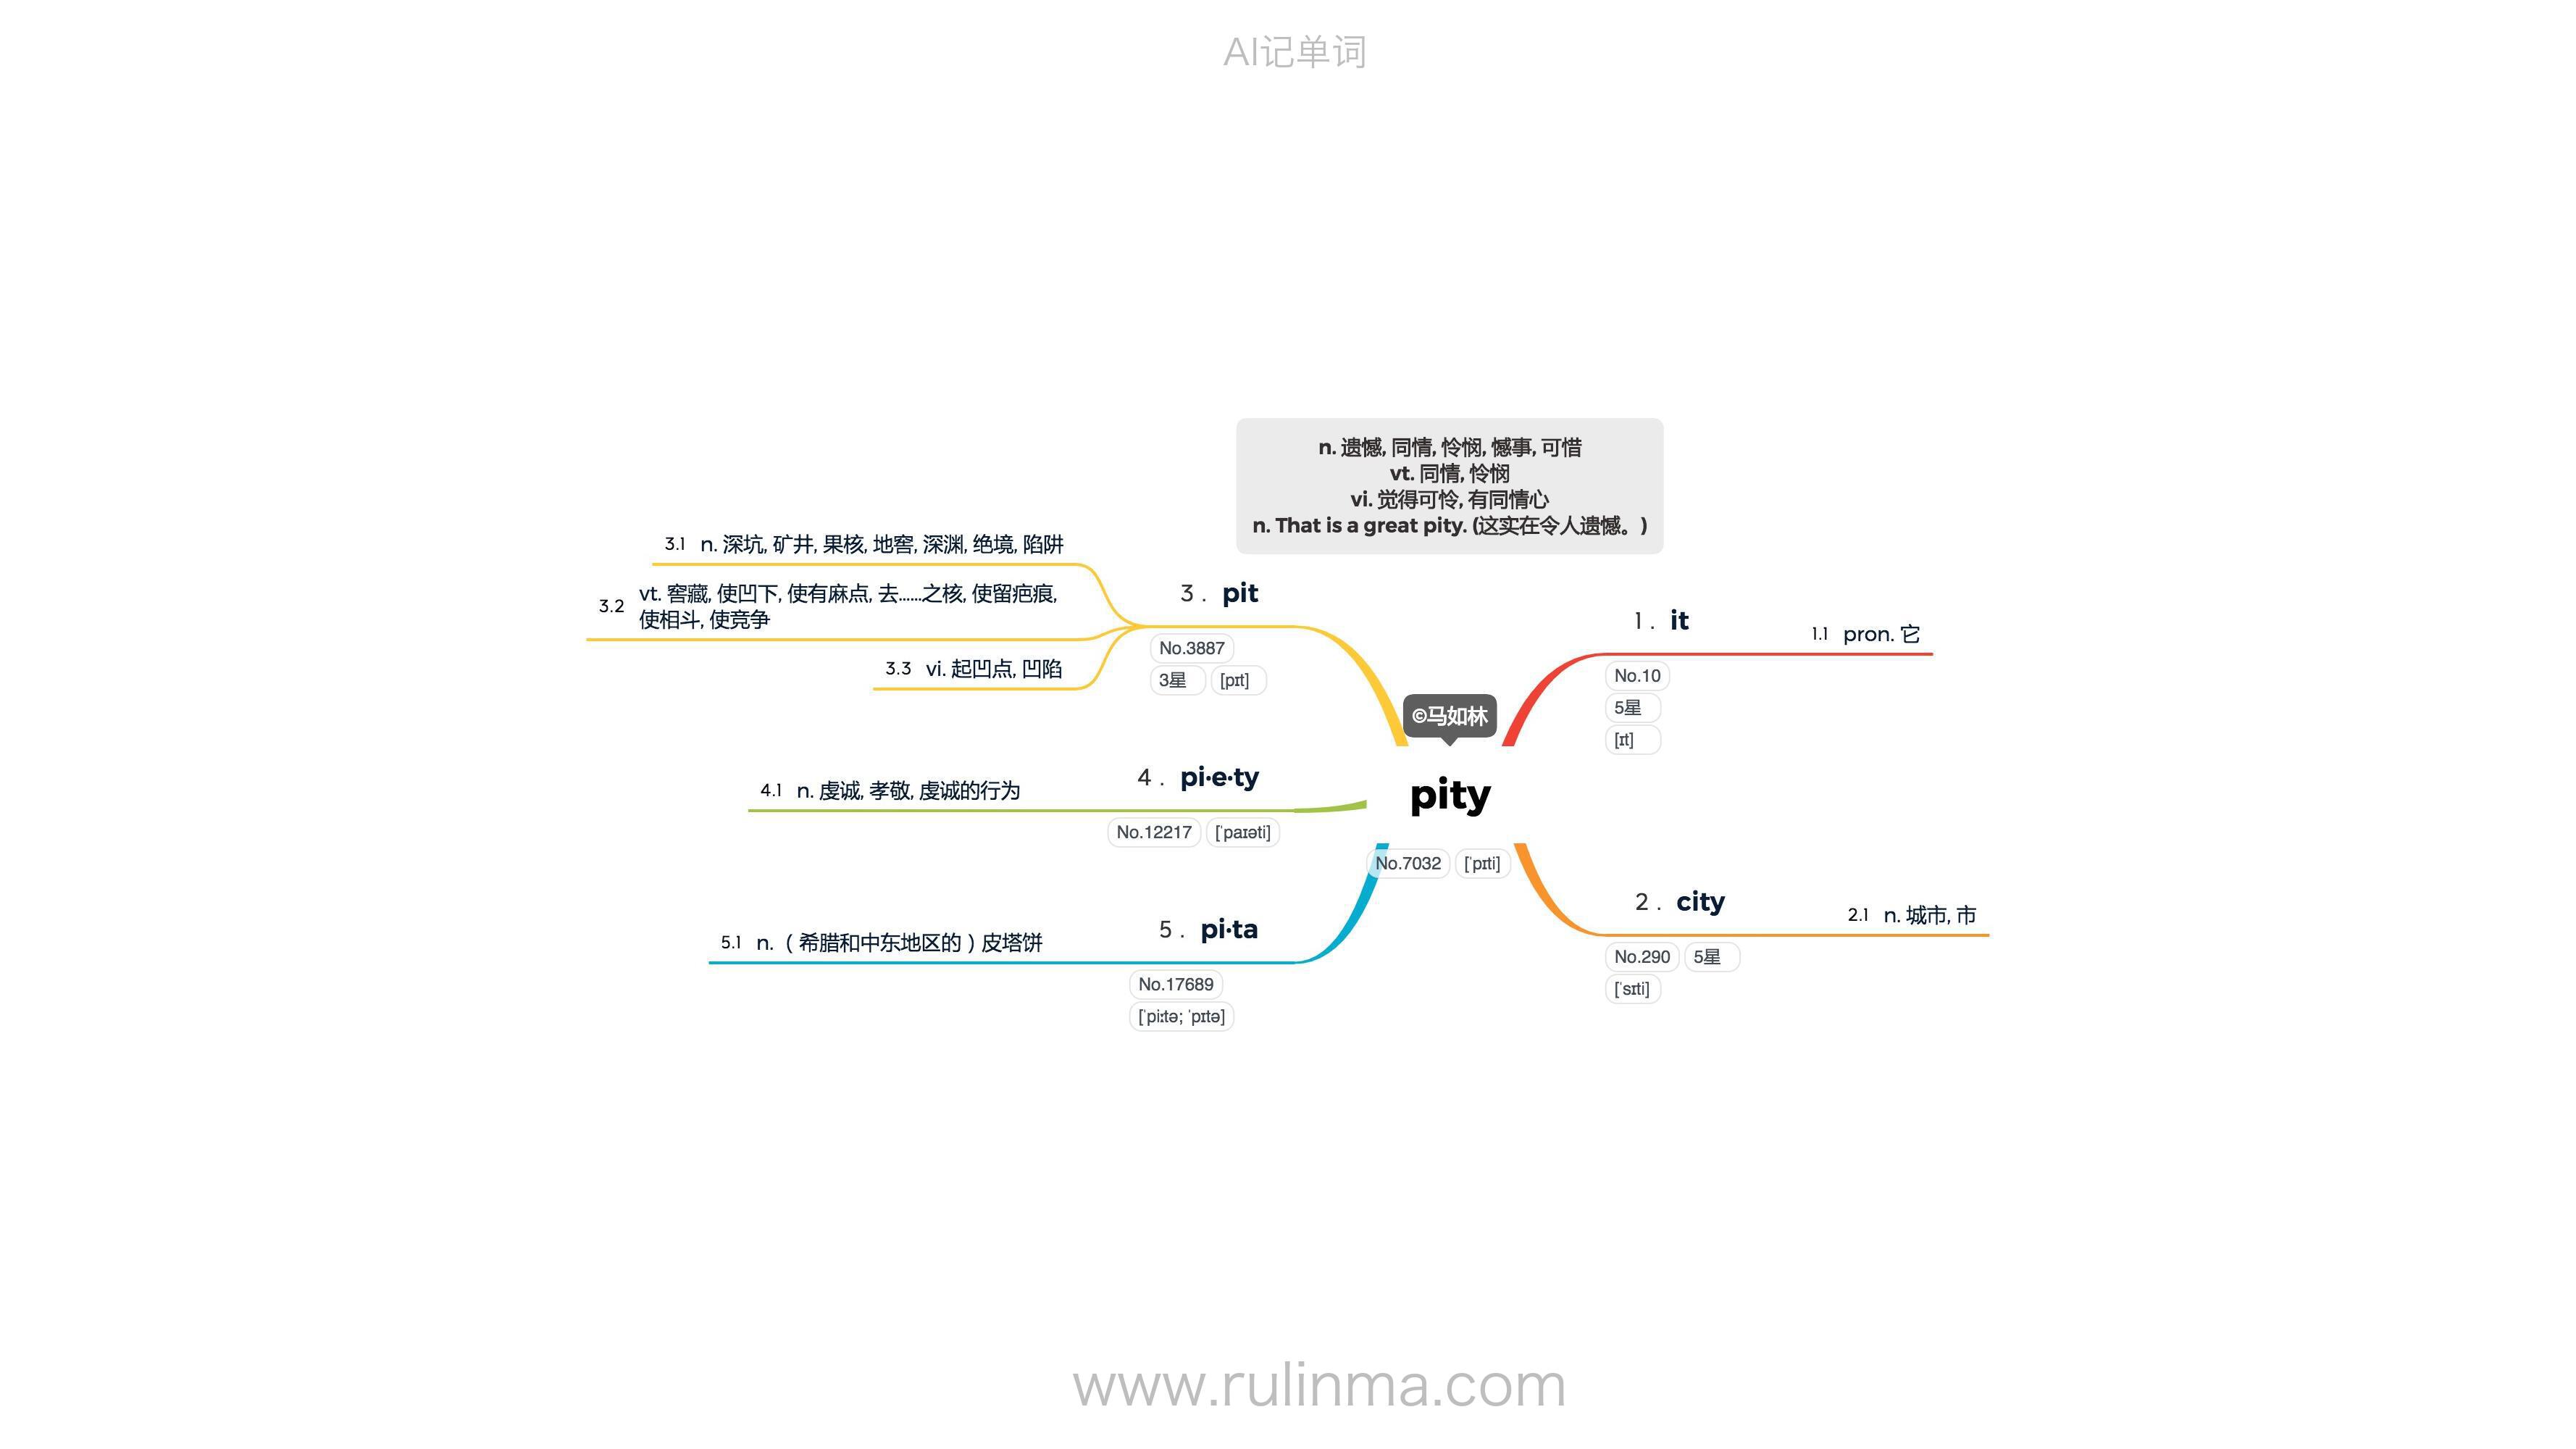 AI记单词
n. 遗憾, 同情, 怜悯, 憾事, 可惜
vt. 同情, 怜悯
vi. 觉得可怜, 有同情心
n. That is a great pity. (这实在令人遗憾。)
©马如林
pity
No.7032 [ˈpɪti]
1 . it
No.10
5星
[ɪt]
1.1 pron. 它
2 . city
No.290 5星
[ˈsɪti]
2.1 n. 城市, 市
3 . pit
No.3887
3星 [pɪt]
3.1 n. 深坑, 矿井, 果核, 地窖, 深渊, 绝境, 陷阱
3.2 vt. 窖藏, 使凹下, 使有麻点, 去……之核, 使留疤痕,
使相斗, 使竞争
3.3 vi. 起凹点, 凹陷
4 . pi·e·ty
No.12217 [ˈpaɪəti]
4.1 n. 虔诚, 孝敬, 虔诚的行为
5 . pi·ta
No.17689
[ˈpiːtə; ˈpɪtə]
5.1 n.（希腊和中东地区的）皮塔饼
www.rulinma.com